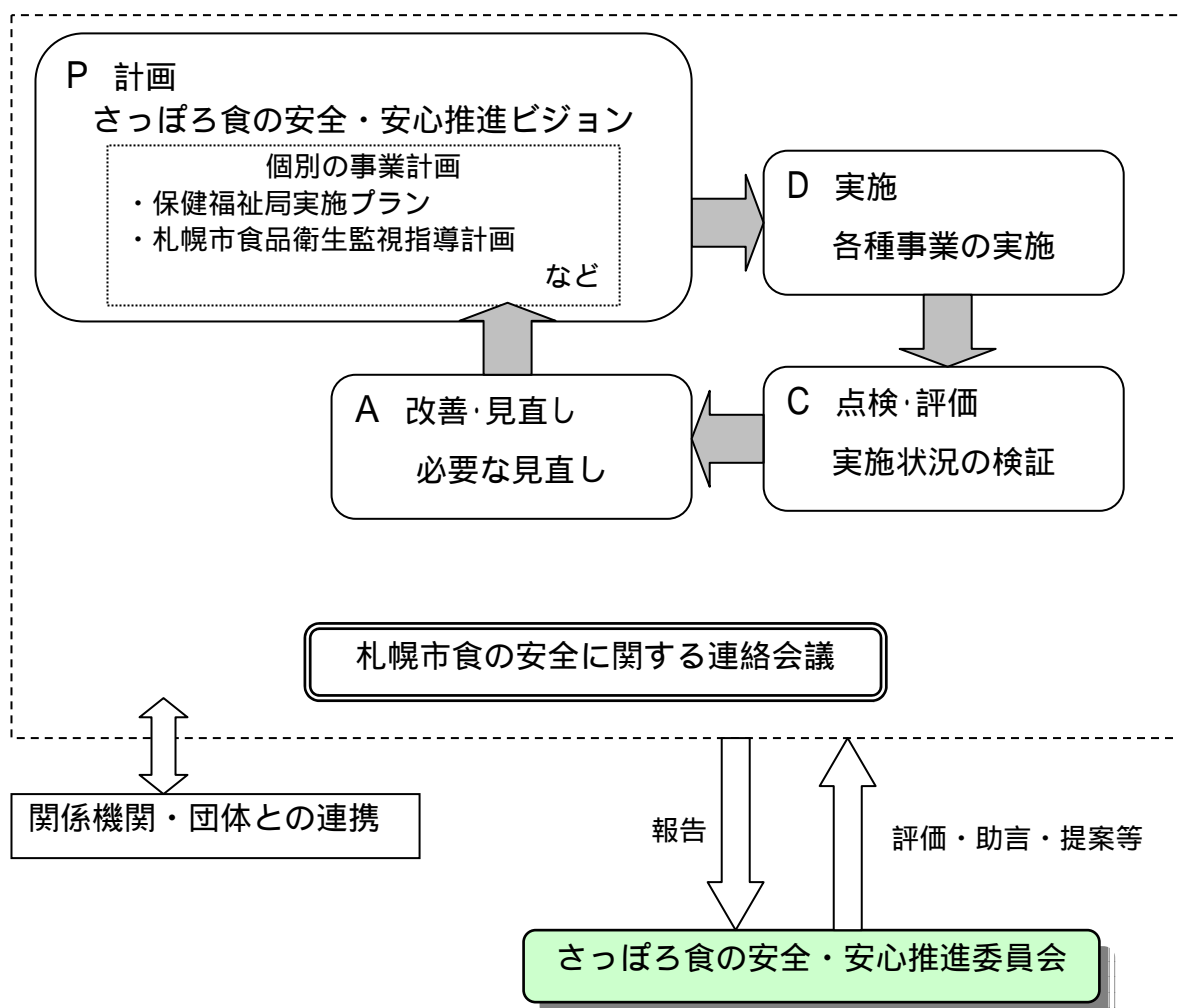 P 計画
さっぽろ食の安全・安心推進ビジョン
個別の事業計画
・保健福祉局実施プラン
・札幌市食品衛生監視指導計画
など
D 実施
各種事業の実施
C 点検・評価
実施状況の検証
A 改善・見直し
必要な見直し
札幌市食の安全に関する連絡会議
関係機関・団体との連携
報告
評価・助言・提案等
さっぽろ食の安全・安心推進委員会